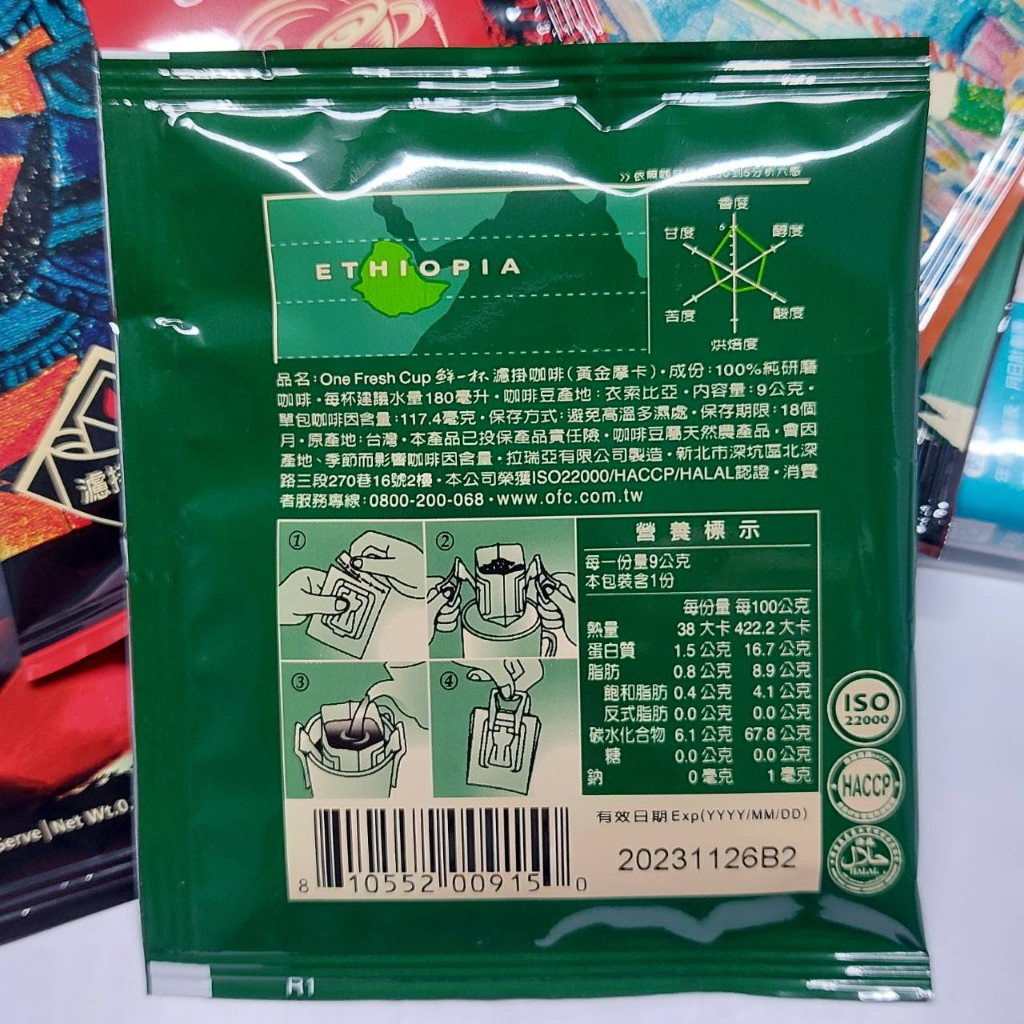 ETHIOPIA
香度
甘度
醇度
6
苦度
酸度
烘焙度
品名:One Fresh Cup 鮮一杯 濾掛咖啡(黃金摩卡)・成份:100%純研磨
咖啡・每杯建議水量180毫升・咖啡豆產地:衣索比亞・內容量:9公克・
單包咖啡因含量:117.4毫克・保存方式:避免高溫多濕處・保存期限:18個
月・原產地:台灣・本產品已投保產品責任險・咖啡豆屬天然農產品,會因
產地、季節而影響咖啡因含量・拉瑞亞有限公司製造・新北市深坑區北深
路三段270巷16號2樓・本公司榮獲ISO22000/HACCP/HALAL認證・消費
者服務專線:0800-200-068・www.ofc.com.tw
①
②
③
④
營養標示
每一份量9公克
本包裝含1份
每份量 每100公克
熱量 38 大卡 422.2 大卡
蛋白質 1.5 公克 16.7 公克
脂肪 0.8 公克 8.9 公克
飽和脂肪 0.4 公克 4.1 公克
反式脂肪 0.0 公克 0.0 公克
碳水化合物 6.1 公克 67.8 公克
糖 0.0 公克 0.0 公克
鈉 0 毫克 1 毫克
ISO
22000
HACCP
HALAL
有效日期Exp(YYYY/MM/DD)
20231126B2
8 10552 00915 0
R1
濾掛
Serve|Net Wt.0.